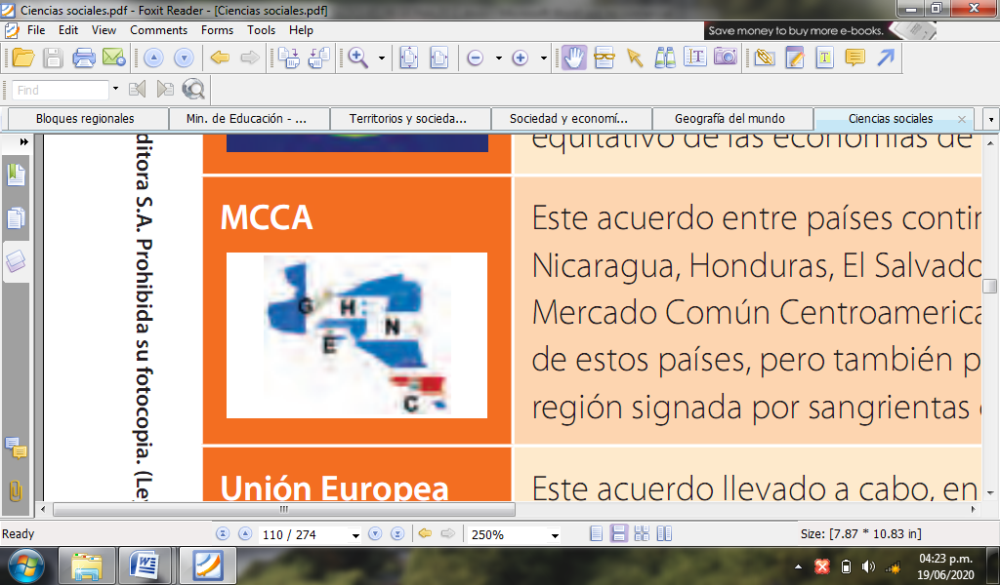 Ciencias sociales.pdf - Foxit Reader - [Ciencias sociales.pdf]
File Edit View Comments Forms Tools Help
Save money to buy more e-books.
Find
Bloques regionales
Min. de Educación - ...
Territorios y socieda...
Sociedad y economí...
Geografía del mundo
Ciencias sociales
ditora S.A. Prohibida su fotocopia. (Le
equitativo de las economías de
MCCA
G H
N
E
C
Este acuerdo entre países contin
Nicaragua, Honduras, El Salvado
Mercado Común Centroamerica
de estos países, pero también p
región signada por sangrientas
Unión Europea
Este acuerdo llevado a cabo, en
Ready
110 / 274
250%
Size: [7.87 * 10.83 in]
04:23 p.m.
19/06/2020